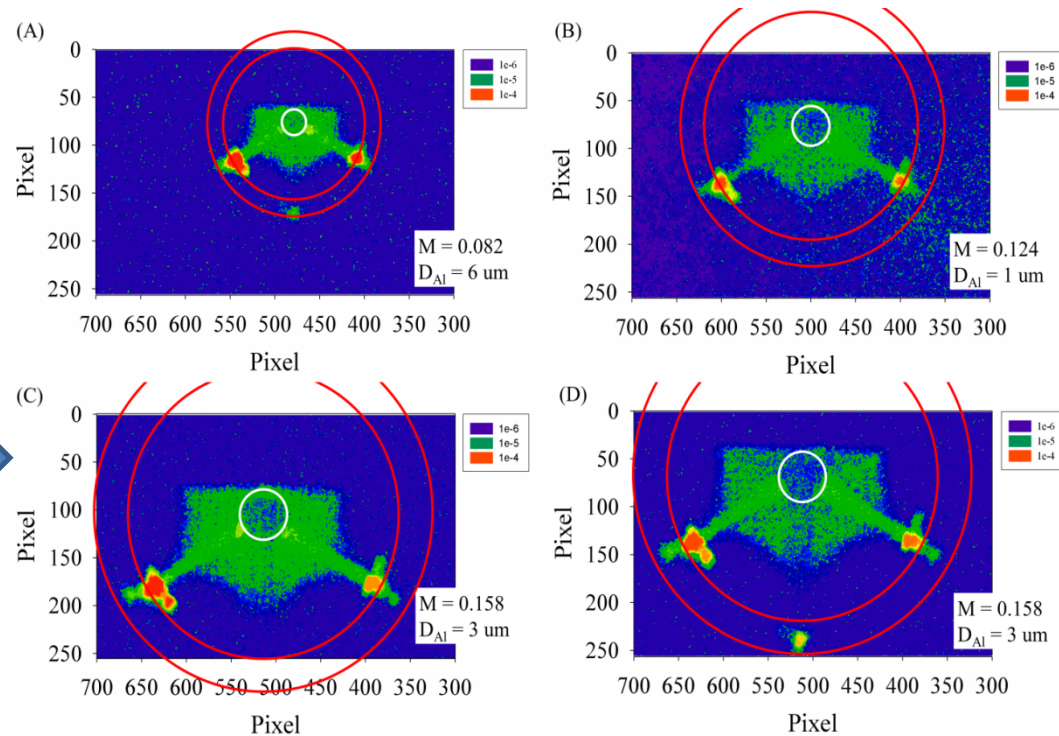 (A)
0
50
100
150
200
250
Pixel
700 650 600 550 500 450 400 350 300
Pixel
1e-6
1e-5
1e-4
M = 0.082
D_Al = 6 um
(B)
0
50
100
150
200
250
Pixel
700 650 600 550 500 450 400 350 300
Pixel
1e-6
1e-5
1e-4
M = 0.124
D_Al = 1 um
(C)
0
50
100
150
200
250
Pixel
700 650 600 550 500 450 400 350 300
Pixel
1e-6
1e-5
1e-4
M = 0.158
D_Al = 3 um
(D)
0
50
100
150
200
250
Pixel
700 650 600 550 500 450 400 350 300
Pixel
1e-6
1e-5
1e-4
M = 0.158
D_Al = 3 um